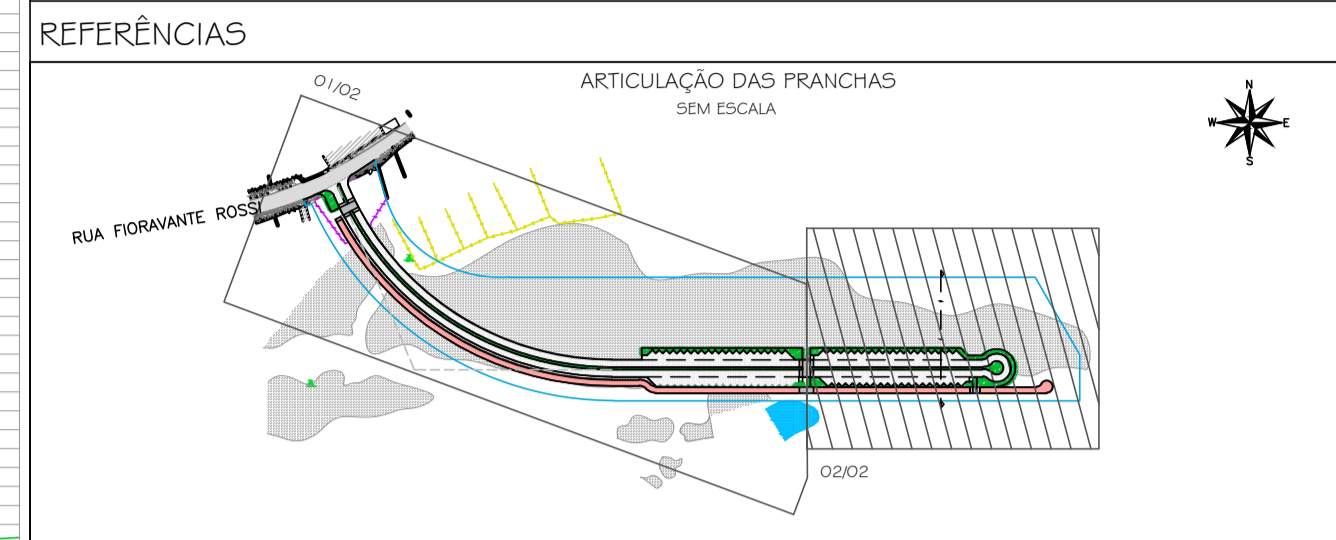 REFERÊNCIAS
ARTICULAÇÃO DAS PRANCHAS
SEM ESCALA
01/02
N
W
E
S
RUA FIORAVANTE ROSSI
02/02